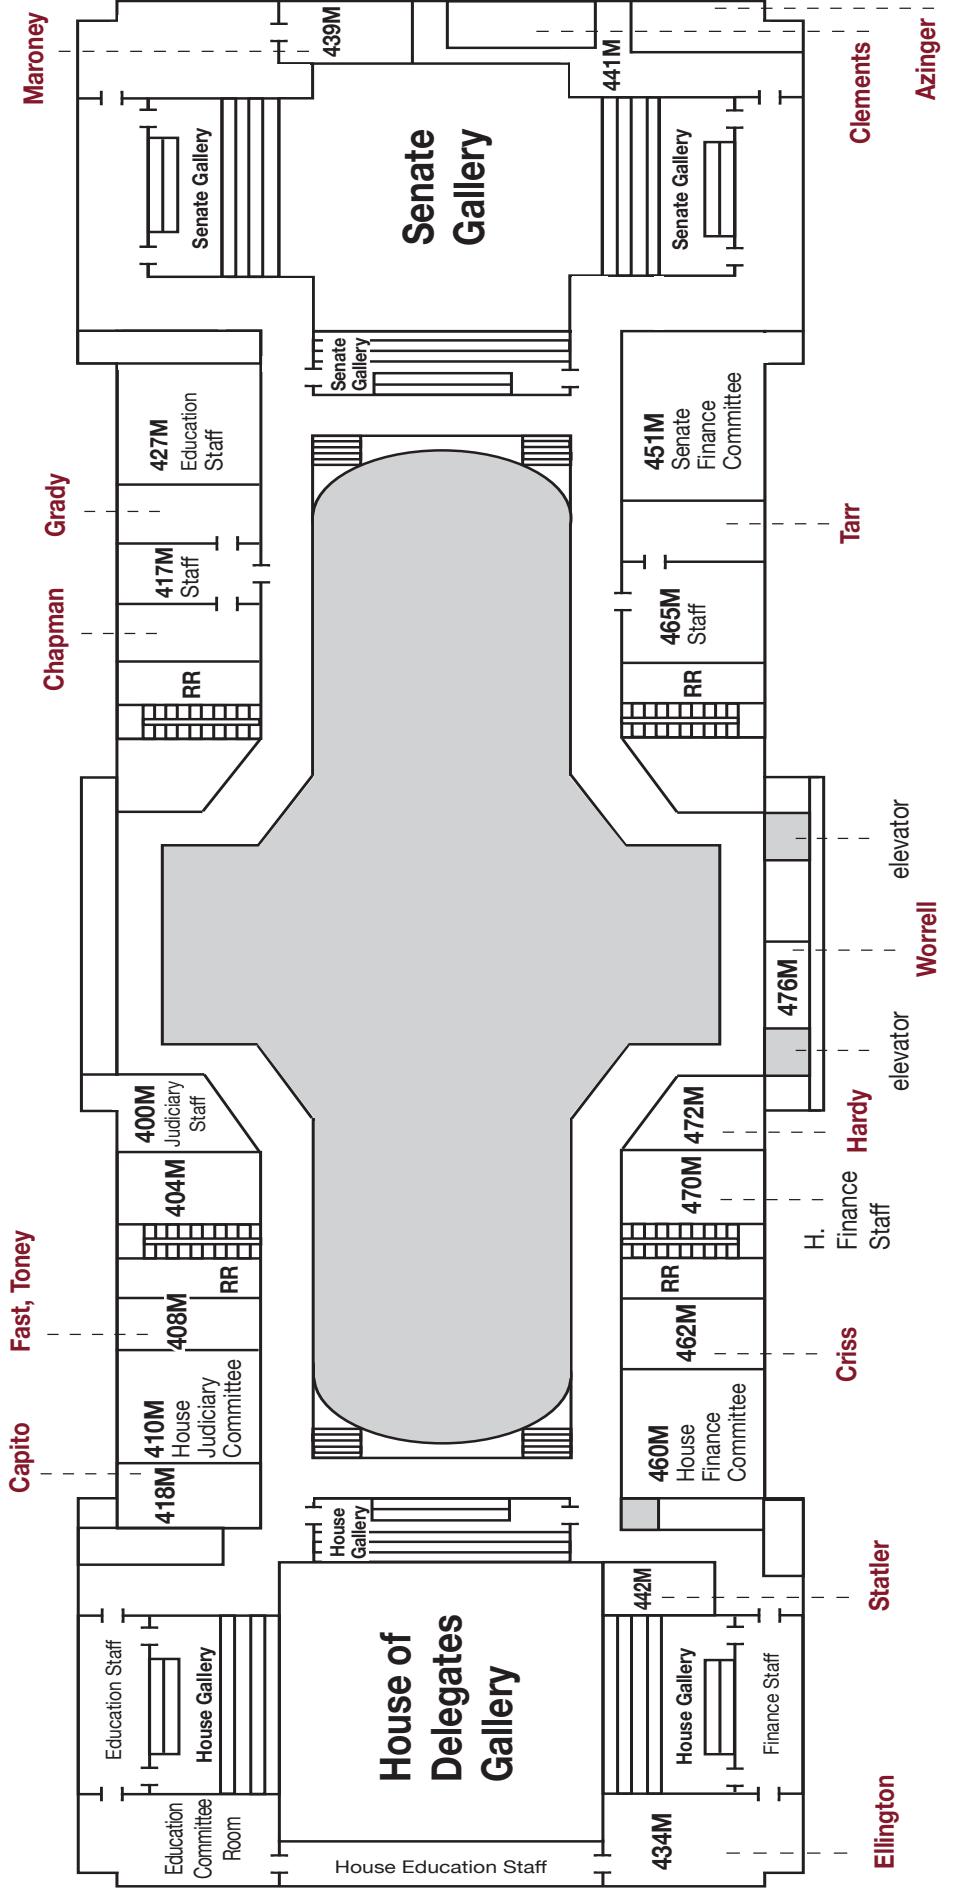 Maroney
439M
441M
Clements
Azinger
Senate Gallery
Senate
Gallery
Senate Gallery
Senate
Gallery
427M
Education
Staff
Grady
417M
Staff
Chapman
RR
451M
Senate
Finance
Committee
Tarr
465M
Staff
RR
elevator
Worrell
476M
elevator
400M
Judiciary
Staff
404M
RR
Fast, Toney
408M
410M
House
Judiciary
Committee
Capito
418M
472M
Hardy
470M
H.
Finance
Staff
RR
462M
Criss
460M
House
Finance
Committee
House
Gallery
442M
Statler
Education Staff
House Gallery
House of
Delegates
Gallery
House Gallery
Finance Staff
Education
Committee
Room
House Education Staff
434M
Ellington